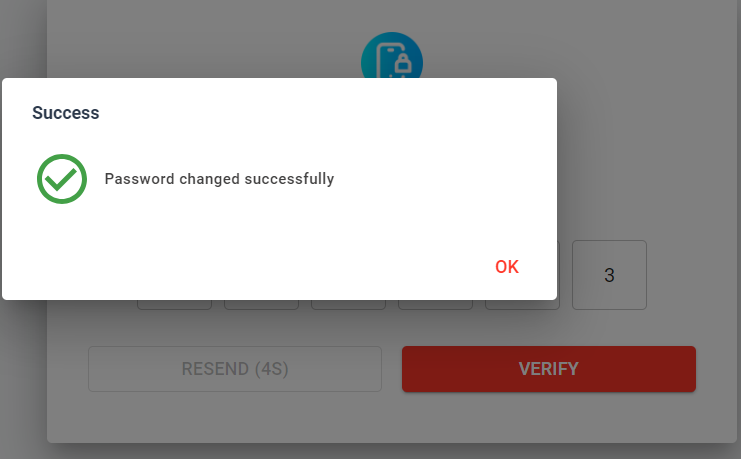 Success
Password changed successfully
OK
3
RESEND (4S)
VERIFY